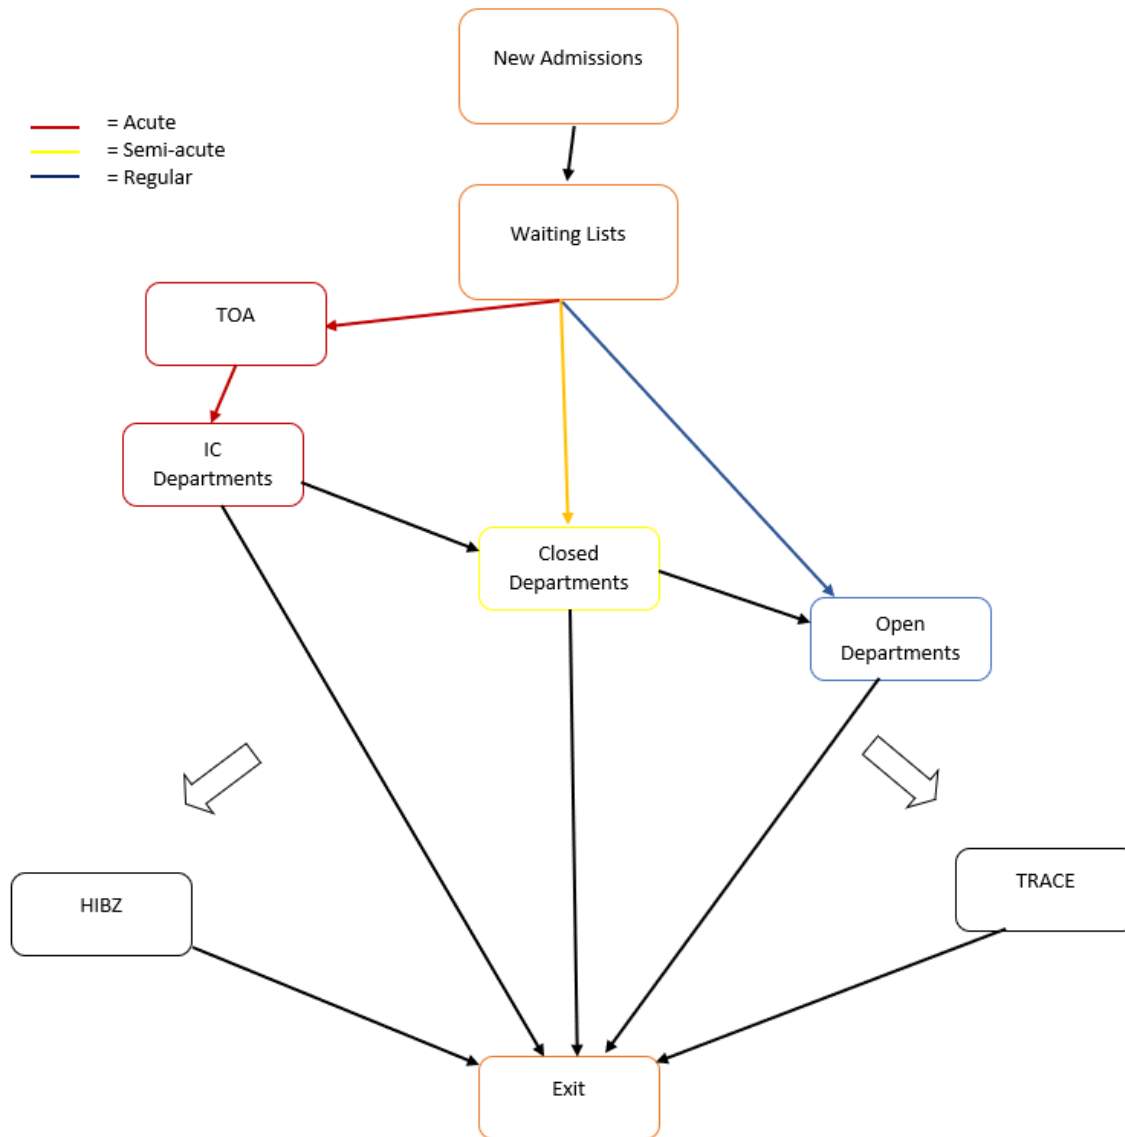 New Admissions
= Acute
= Semi-acute
= Regular
Waiting Lists
TOA
IC
Departments
Closed
Departments
Open
Departments
HIBZ
TRACE
Exit